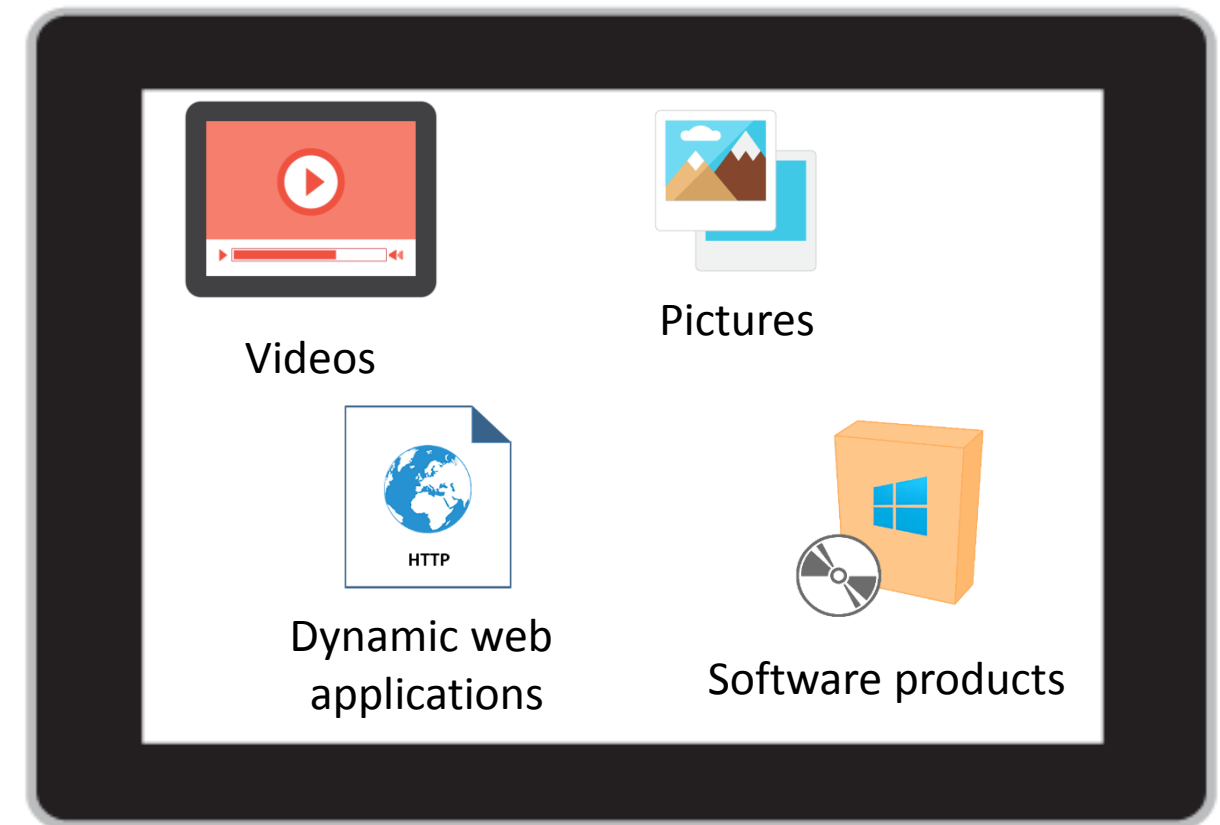 Videos
Pictures
HTTP
Dynamic web
applications
Software products